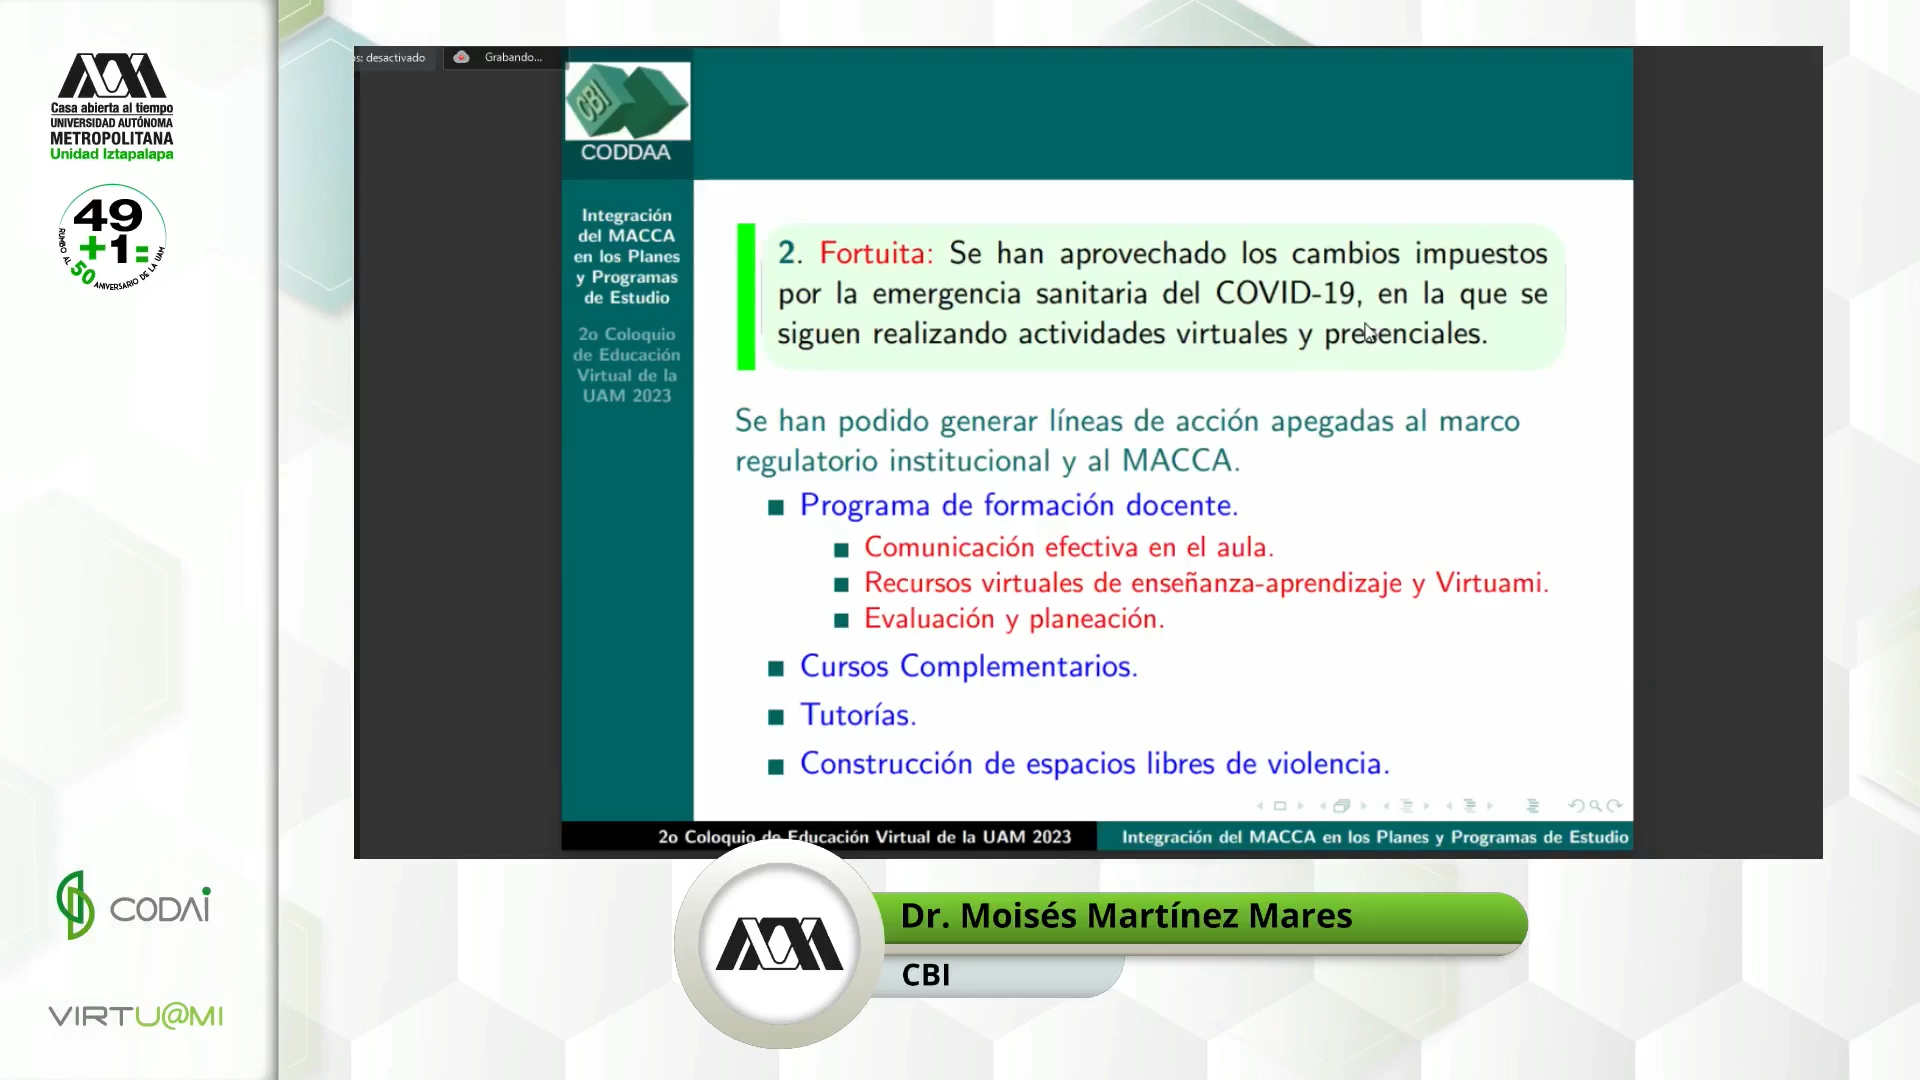 Casa abierta al tiempo
UNIVERSIDAD AUTÓNOMA
METROPOLITANA
Unidad Iztapalapa
49
+1=
RUMBO AL 50 ANIVERSARIO DE LA UAM
CODAI
VIRTU@MI
s: desactivado
Grabando...
CBI
CODDAA
Integración
del MACCA
en los Planes
y Programas
de Estudio
2o Coloquio
de Educación
Virtual de la
UAM 2023
2. Fortuita: Se han aprovechado los cambios impuestos
por la emergencia sanitaria del COVID-19, en la que se
siguen realizando actividades virtuales y presenciales.
Se han podido generar líneas de acción apegadas al marco
regulatorio institucional y al MACCA.
Programa de formación docente.
Comunicación efectiva en el aula.
Recursos virtuales de enseñanza-aprendizaje y Virtuami.
Evaluación y planeación.
Cursos Complementarios.
Tutorías.
Construcción de espacios libres de violencia.
2o Coloquio de Educación Virtual de la UAM 2023
Integración del MACCA en los Planes y Programas de Estudio
Dr. Moisés Martínez Mares
CBI